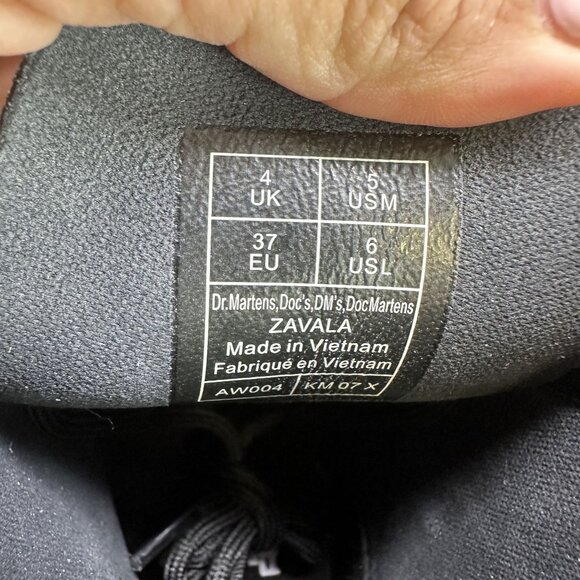 4 5
UK USM
37 6
EU USL
Dr.Martens,Doc's,DM's,DocMartens
ZAVALA
Made in Vietnam
Fabriqué en Vietnam
AW004 KM 07 X